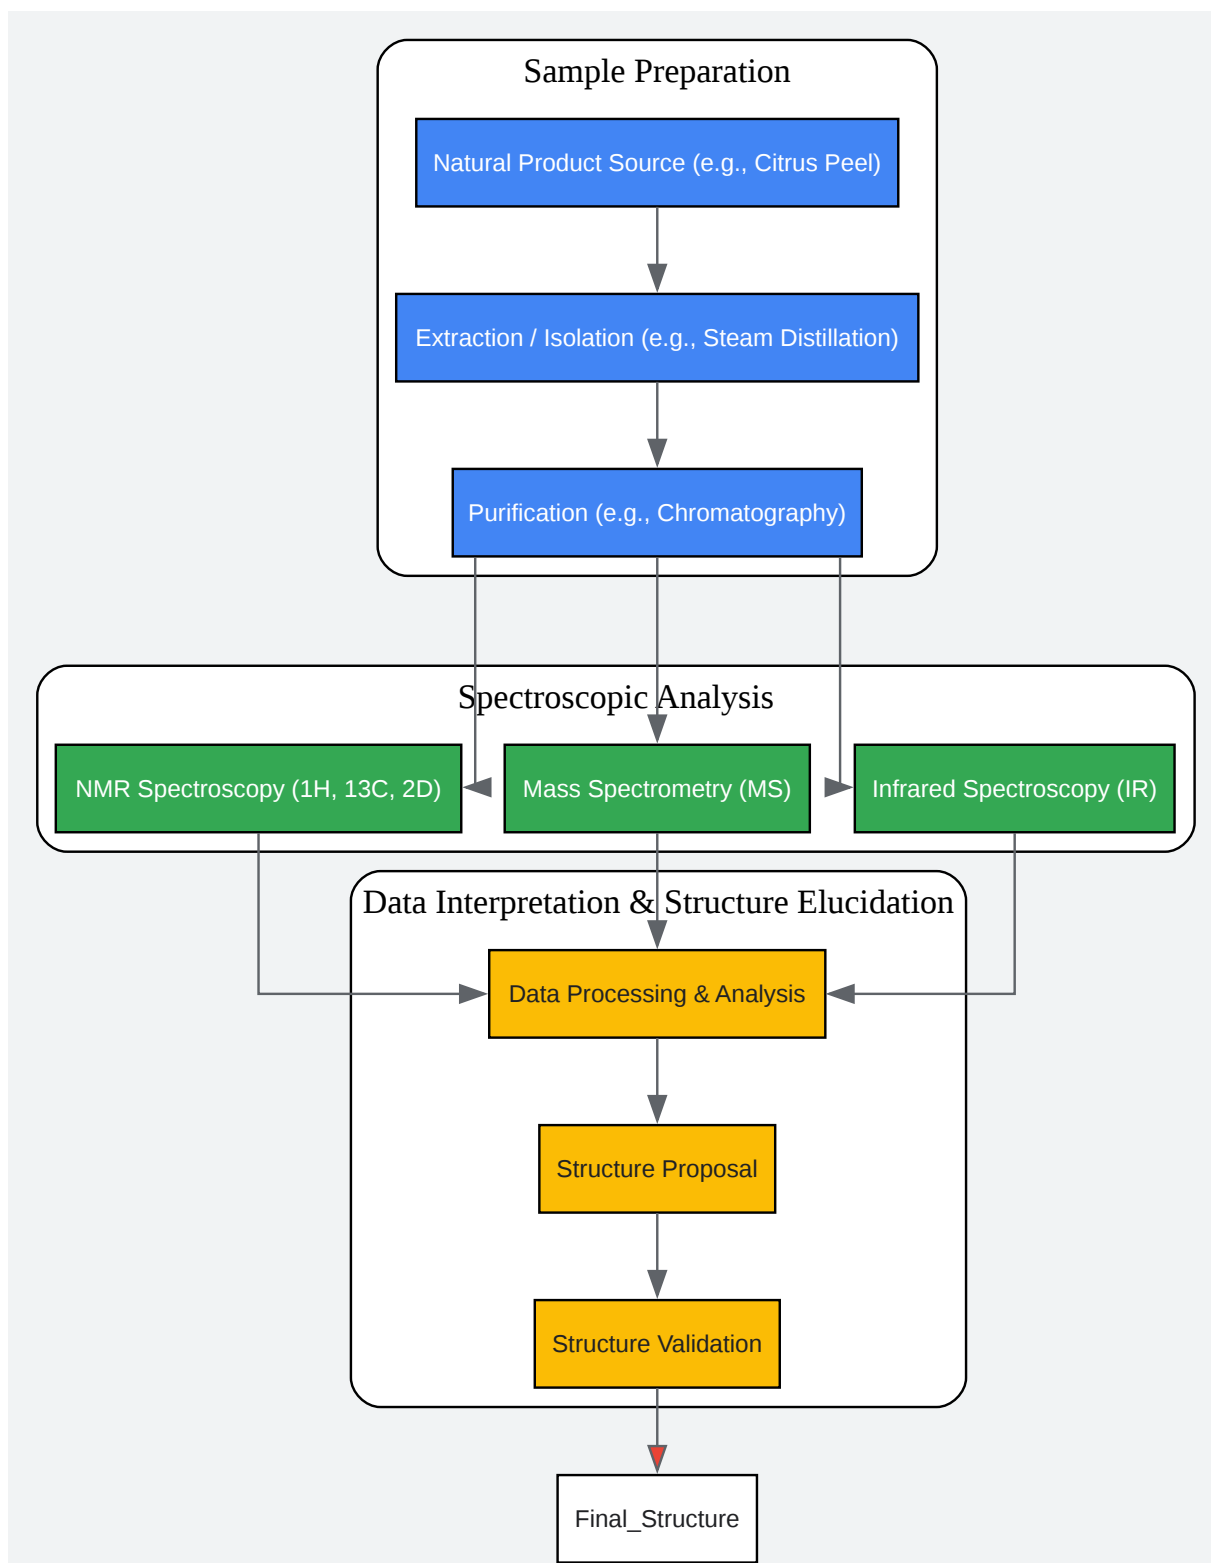 Sample Preparation
Natural Product Source (e.g., Citrus Peel)
Extraction / Isolation (e.g., Steam Distillation)
Purification (e.g., Chromatography)
Spectroscopic Analysis
NMR Spectroscopy (1H, 13C, 2D)
Mass Spectrometry (MS)
Infrared Spectroscopy (IR)
Data Interpretation & Structure Elucidation
Data Processing & Analysis
Structure Proposal
Structure Validation
Final_Structure